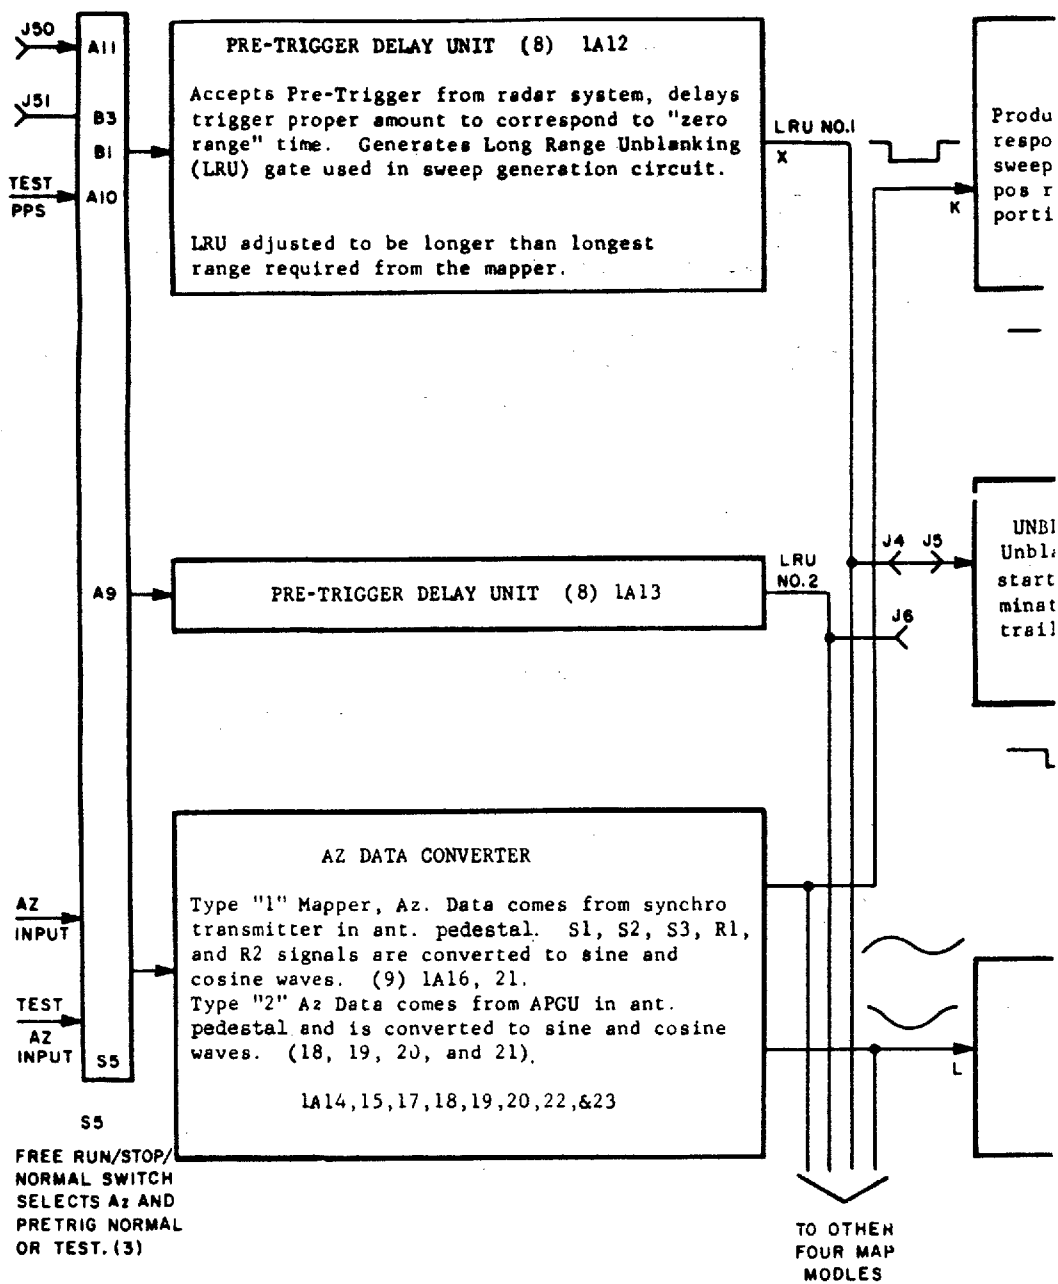 J50
A11
J51
B3
B1
TEST
PPS
A10
PRE-TRIGGER DELAY UNIT (8) 1A12
Accepts Pre-Trigger from radar system, delays
trigger proper amount to correspond to "zero
range" time. Generates Long Range Unblanking
(LRU) gate used in sweep generation circuit.
LRU adjusted to be longer than longest
range required from the mapper.
LRU NO.1
X
K
Produ
respo
sweep
pos r
porti
A9
PRE-TRIGGER DELAY UNIT (8) 1A13
LRU
NO.2
J4
J5
J6
UNBL
Unbla
start
minat
trail
AZ
INPUT
TEST
AZ
INPUT
S5
AZ DATA CONVERTER
Type "1" Mapper, Az. Data comes from synchro
transmitter in ant. pedestal. S1, S2, S3, R1,
and R2 signals are converted to sine and
cosine waves. (9) 1A16, 21.
Type "2" Az Data comes from APGU in ant.
pedestal and is converted to sine and cosine
waves. (18, 19, 20, and 21).
1A14,15,17,18,19,20,22,&23
L
S5
FREE RUN/STOP/
NORMAL SWITCH
SELECTS Az AND
PRETRIG NORMAL
OR TEST.(3)
TO OTHER
FOUR MAP
MODLES